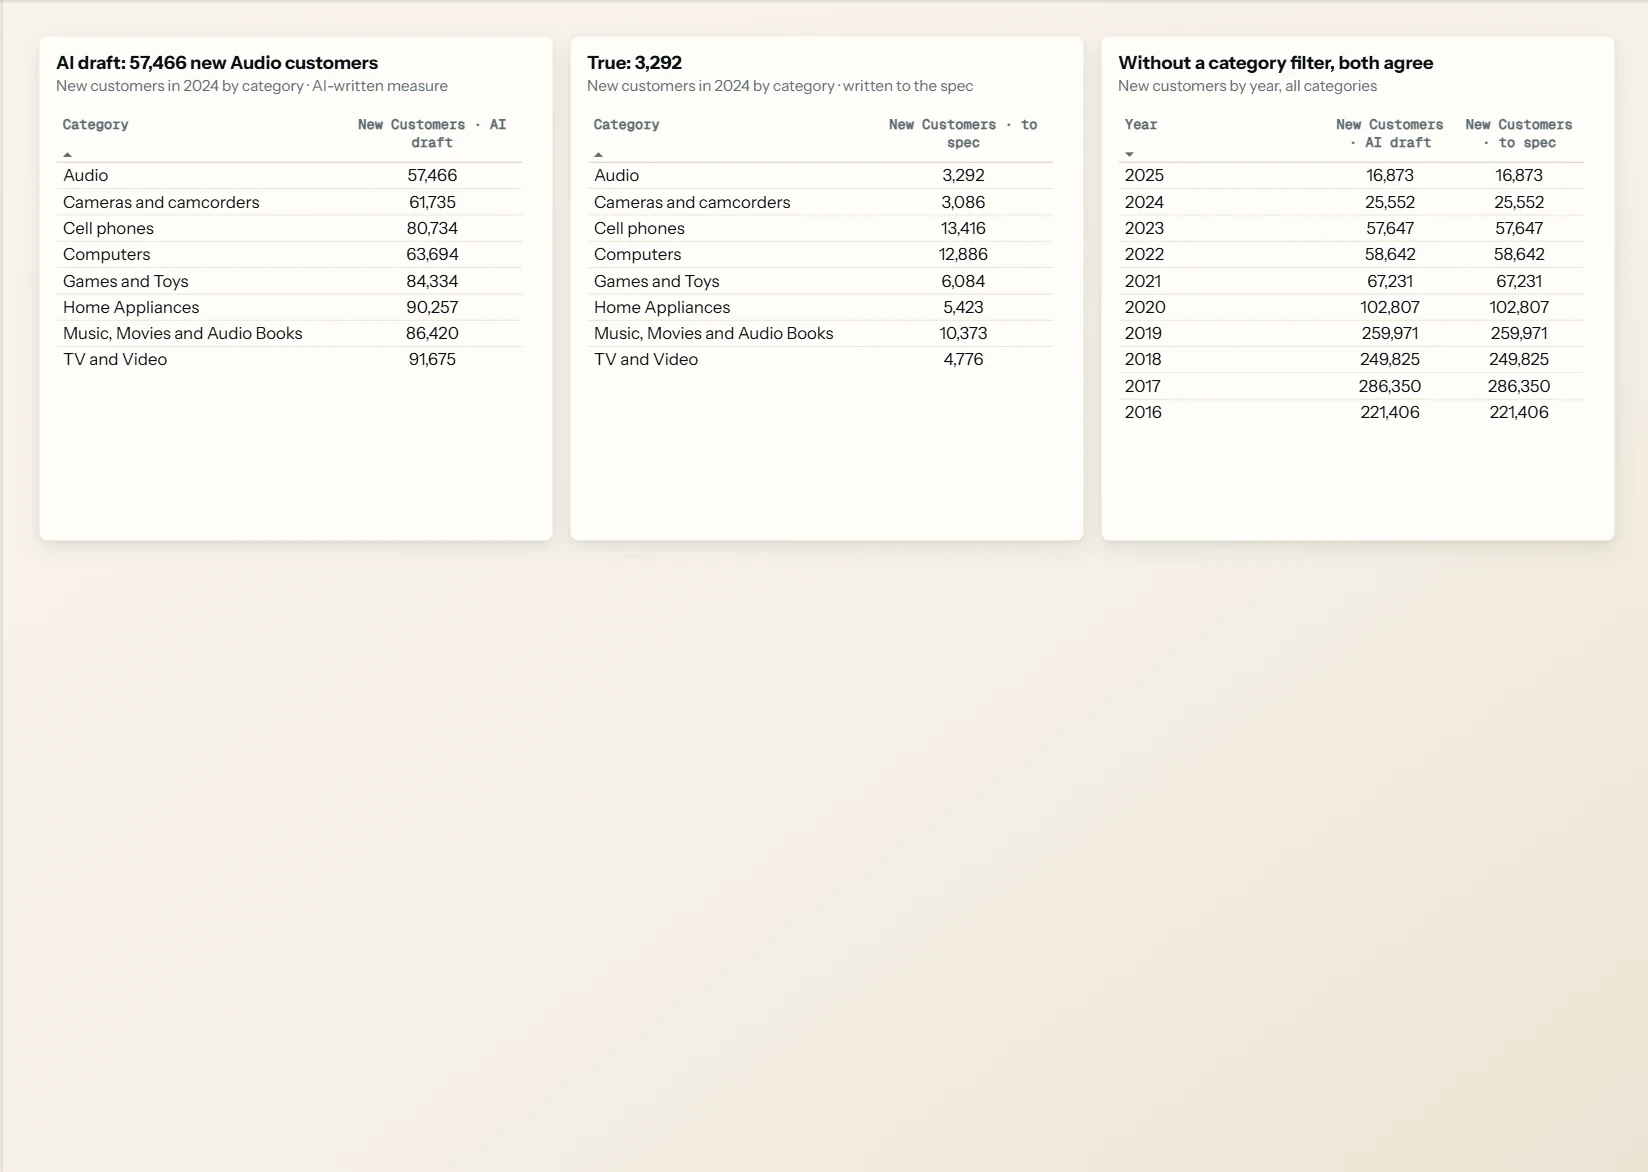 AI draft: 57,466 new Audio customers
New customers in 2024 by category · AI-written measure
Category New Customers · AI
draft
Audio 57,466
Cameras and camcorders 61,735
Cell phones 80,734
Computers 63,694
Games and Toys 84,334
Home Appliances 90,257
Music, Movies and Audio Books 86,420
TV and Video 91,675
True: 3,292
New customers in 2024 by category · written to the spec
Category New Customers · to
spec
Audio 3,292
Cameras and camcorders 3,086
Cell phones 13,416
Computers 12,886
Games and Toys 6,084
Home Appliances 5,423
Music, Movies and Audio Books 10,373
TV and Video 4,776
Without a category filter, both agree
New customers by year, all categories
Year New Customers New Customers
· AI draft · to spec
2025 16,873 16,873
2024 25,552 25,552
2023 57,647 57,647
2022 58,642 58,642
2021 67,231 67,231
2020 102,807 102,807
2019 259,971 259,971
2018 249,825 249,825
2017 286,350 286,350
2016 221,406 221,406